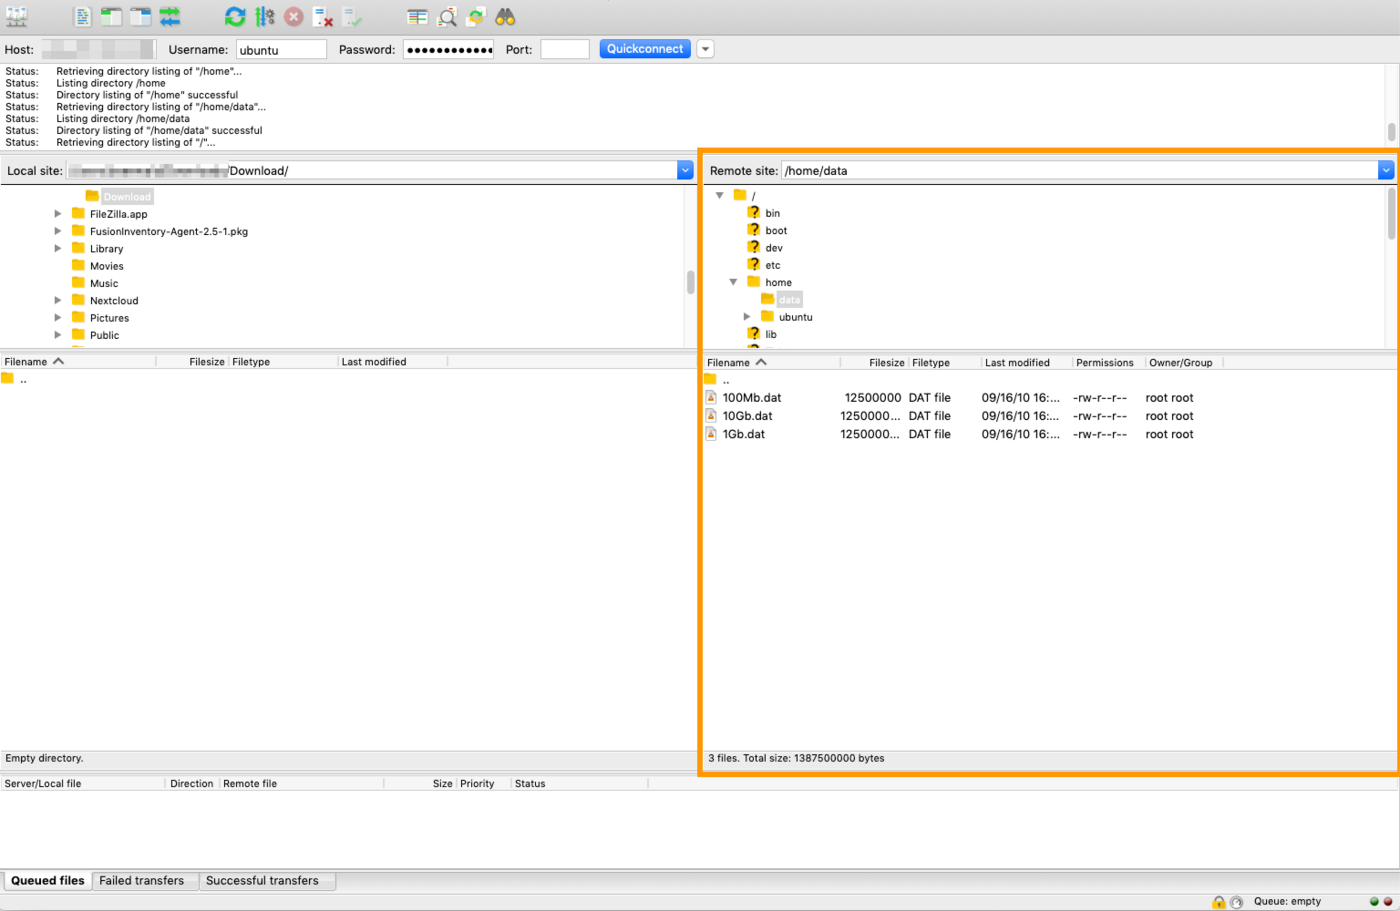 Host: Username: ubuntu Password: ●●●●●●●●●●●● Port: Quickconnect
Status: Retrieving directory listing of "/home"...
Status: Listing directory /home
Status: Directory listing of "/home" successful
Status: Retrieving directory listing of "/home/data"...
Status: Listing directory /home/data
Status: Directory listing of "/home/data" successful
Status: Retrieving directory listing of "/"...
Local site: /Download/
Download
FileZilla.app
FusionInventory-Agent-2.5-1.pkg
Library
Movies
Music
Nextcloud
Pictures
Public
Filename Filesize Filetype Last modified
..
Empty directory.
Remote site: /home/data
/
? bin
? boot
? dev
? etc
home
data
ubuntu
? lib
Filename Filesize Filetype Last modified Permissions Owner/Group
..
100Mb.dat 12500000 DAT file 09/16/10 16:... -rw-r--r-- root root
10Gb.dat 1250000... DAT file 09/16/10 16:... -rw-r--r-- root root
1Gb.dat 1250000... DAT file 09/16/10 16:... -rw-r--r-- root root
3 files. Total size: 1387500000 bytes
Server/Local file Direction Remote file Size Priority Status
Queued files Failed transfers Successful transfers
Queue: empty